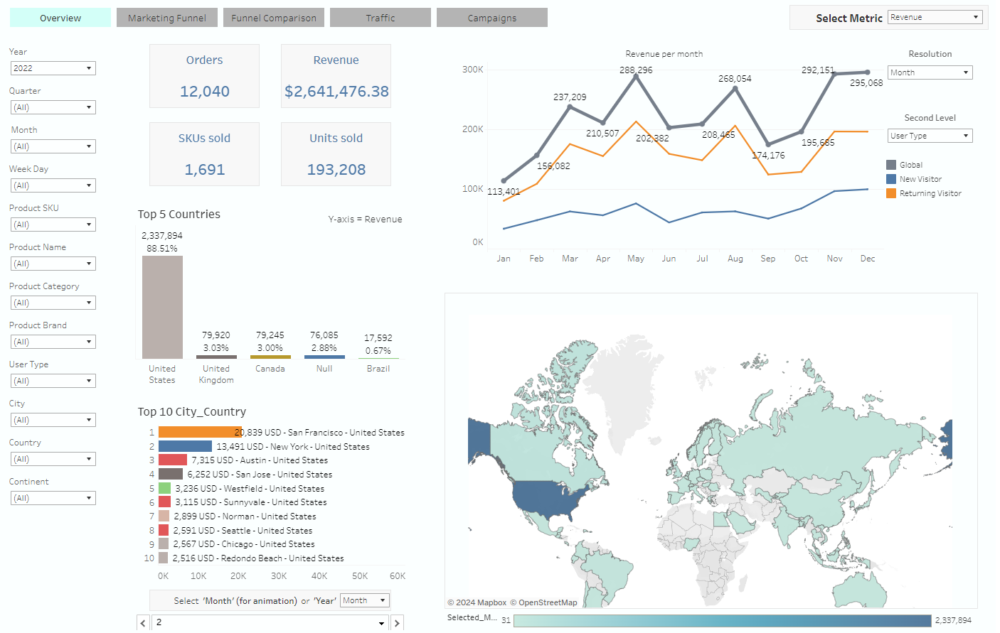 Overview
Marketing Funnel
Funnel Comparison
Traffic
Campaigns
Select Metric
Revenue
Year
2022
Quarter
(All)
Month
(All)
Week Day
(All)
Product SKU
(All)
Product Name
(All)
Product Category
(All)
Product Brand
(All)
User Type
(All)
City
(All)
Country
(All)
Continent
(All)
Orders
12,040
Revenue
$2,641,476.38
SKUs sold
1,691
Units sold
193,208
Top 5 Countries
Y-axis = Revenue
2,337,894
88.51%
79,920
3.03%
79,245
3.00%
76,085
2.88%
17,592
0.67%
United
States
United
Kingdom
Canada
Null
Brazil
Top 10 City_Country
1 20,839 USD - San Francisco - United States
2 13,491 USD - New York - United States
3 7,315 USD - Austin - United States
4 6,252 USD - San Jose - United States
5 3,236 USD - Westfield - United States
6 3,115 USD - Sunnyvale - United States
7 2,899 USD - Norman - United States
8 2,591 USD - Seattle - United States
9 2,567 USD - Chicago - United States
10 2,516 USD - Redondo Beach - United States
0K 10K 20K 30K 40K 50K 60K
Select 'Month' (for animation) or 'Year'
Month
2
Revenue per month
300K
200K
100K
0K
113,401
156,082
237,209
210,507
288,296
202,382
208,465
268,054
174,176
195,685
292,151
295,068
Jan Feb Mar Apr May Jun Jul Aug Sep Oct Nov Dec
Resolution
Month
Second Level
User Type
Global
New Visitor
Returning Visitor
© 2024 Mapbox © OpenStreetMap
Selected_M...
31
2,337,894